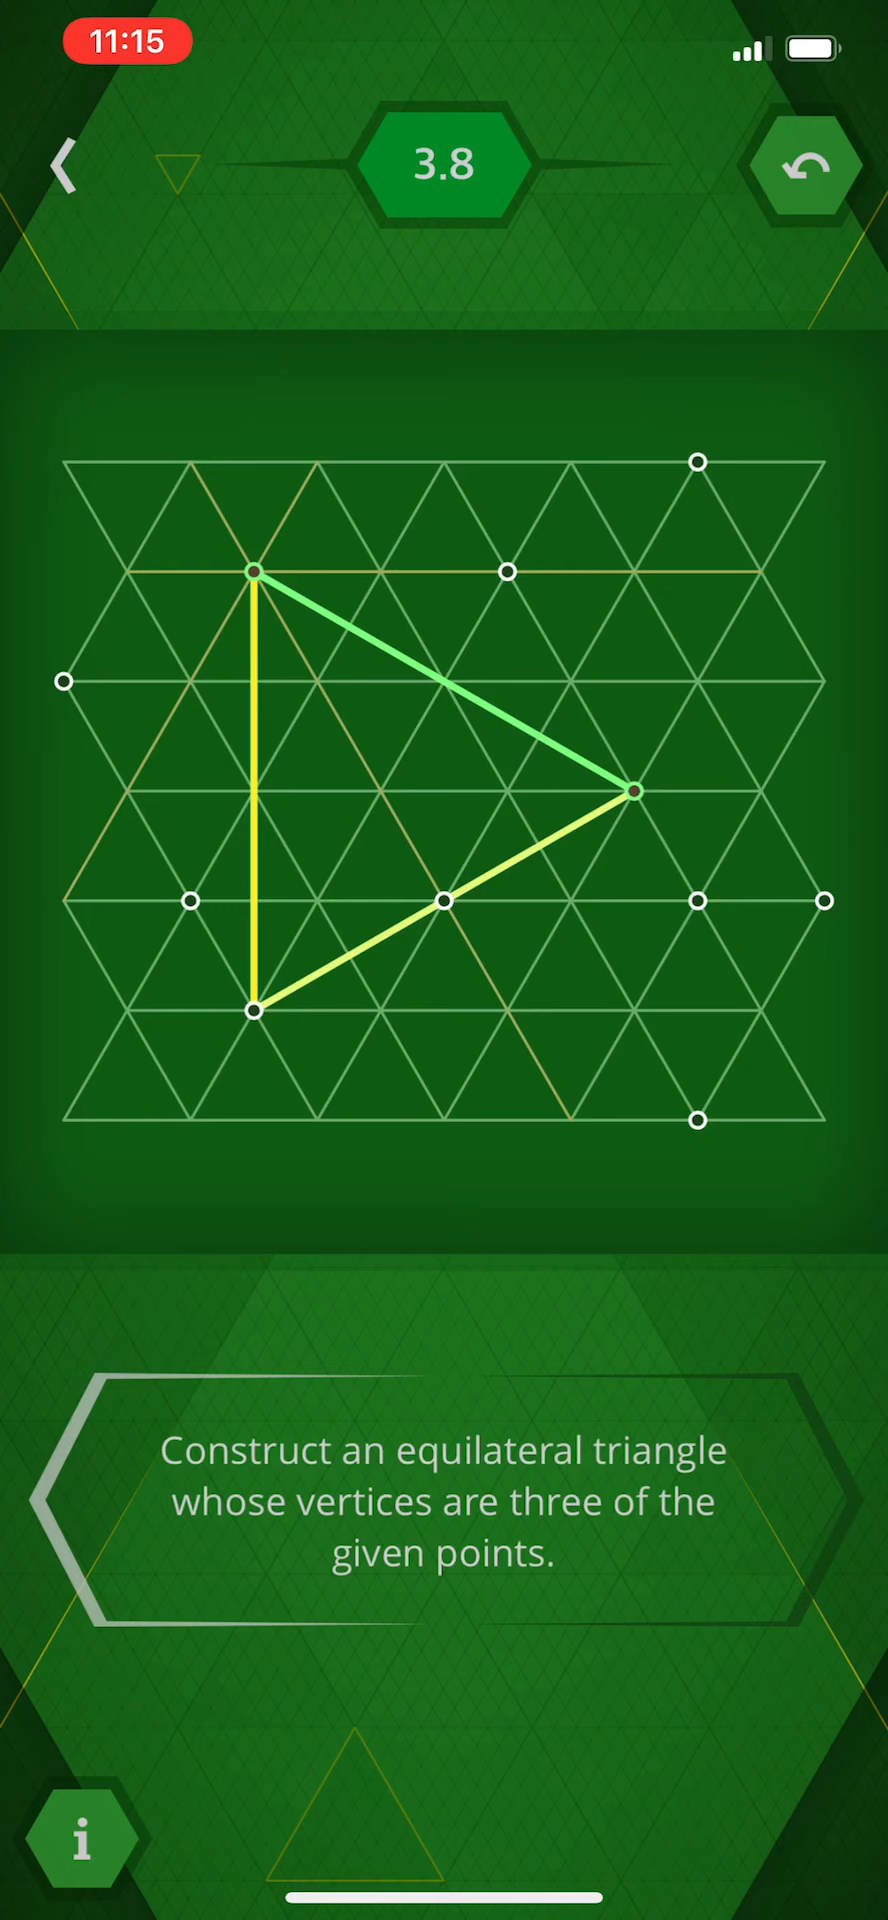 11:15
3.8
Construct an equilateral triangle
whose vertices are three of the
given points.
i